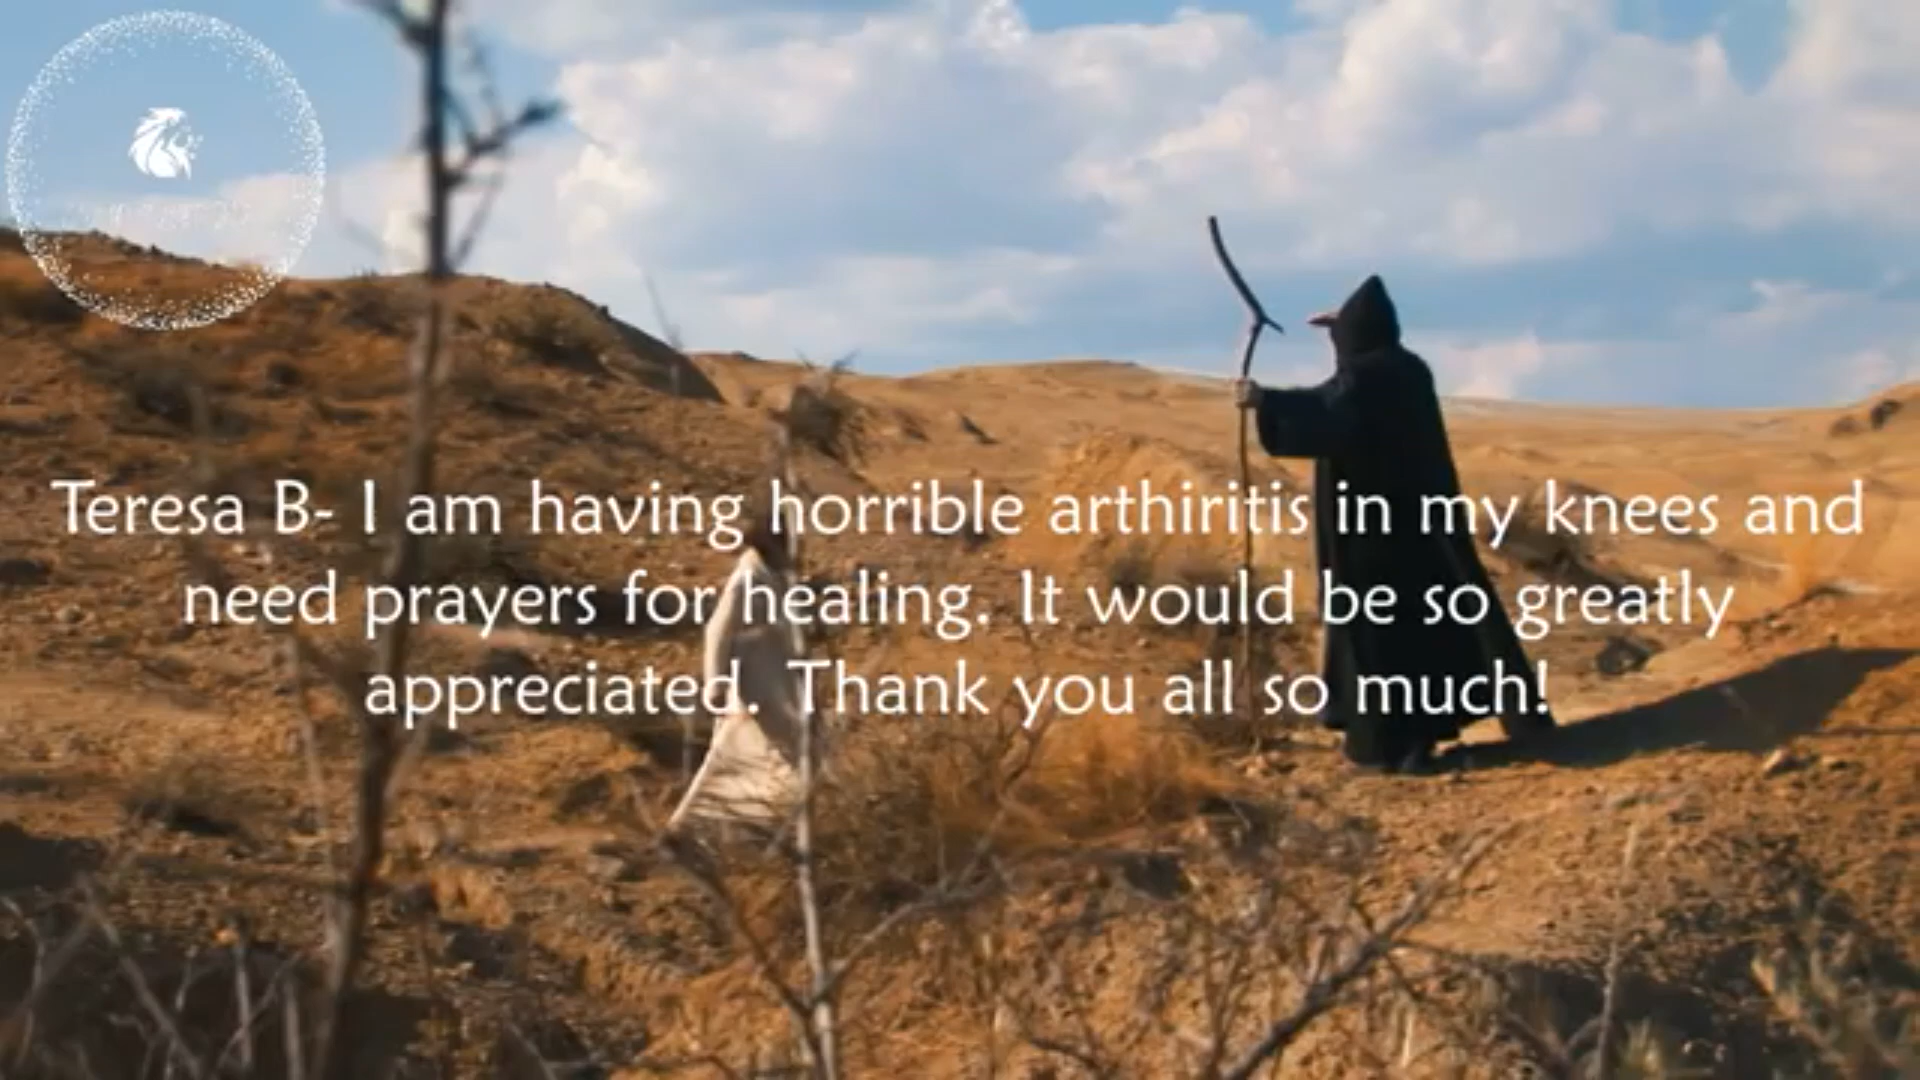 Teresa B- I am having horrible arthiritis in my knees and
need prayers for healing. It would be so greatly
appreciated. Thank you all so much!